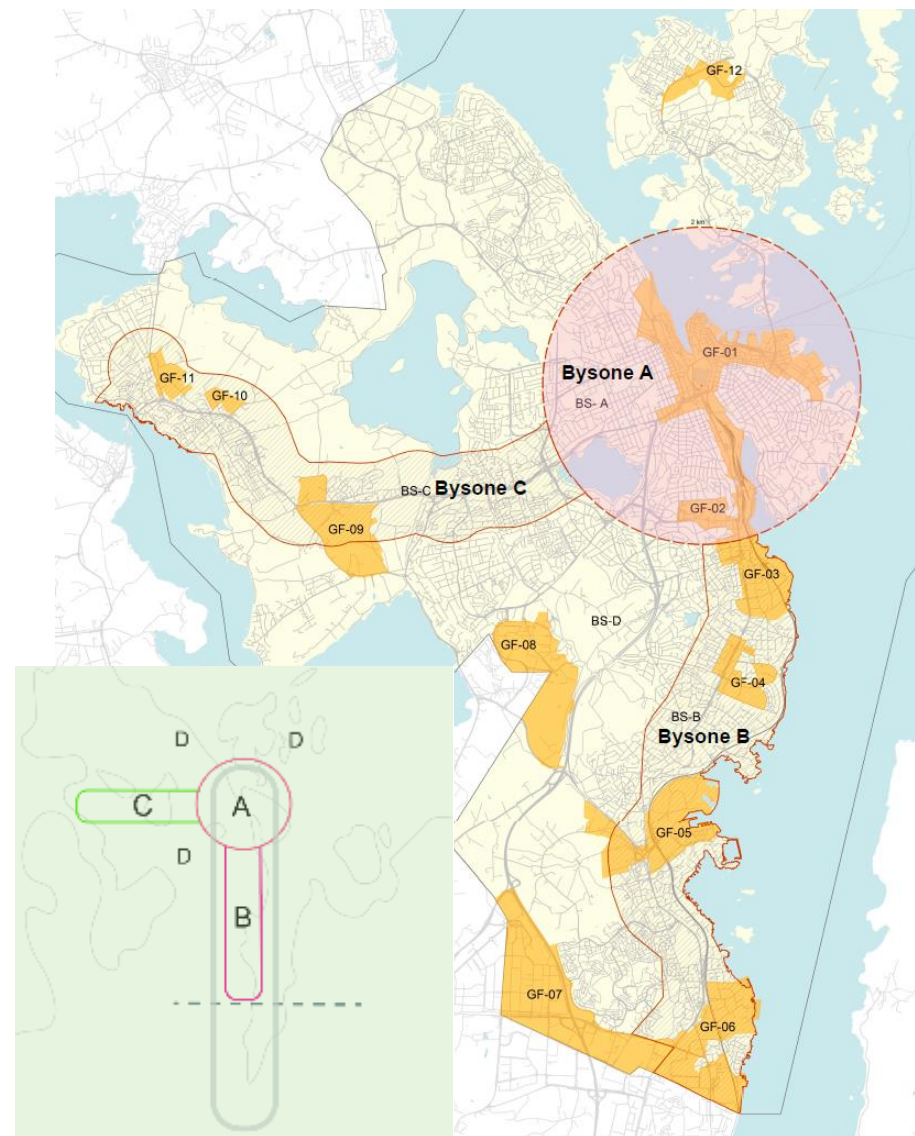 GF-12
2 km
GF-01
Bysone A
BS- A
GF-11
GF-10
BS-C Bysone C
GF-02
GF-09
GF-03
BS-D
GF-08
GF-04
BS-B
Bysone B
D
D
C
A
GF-05
D
B
GF-07
GF-06